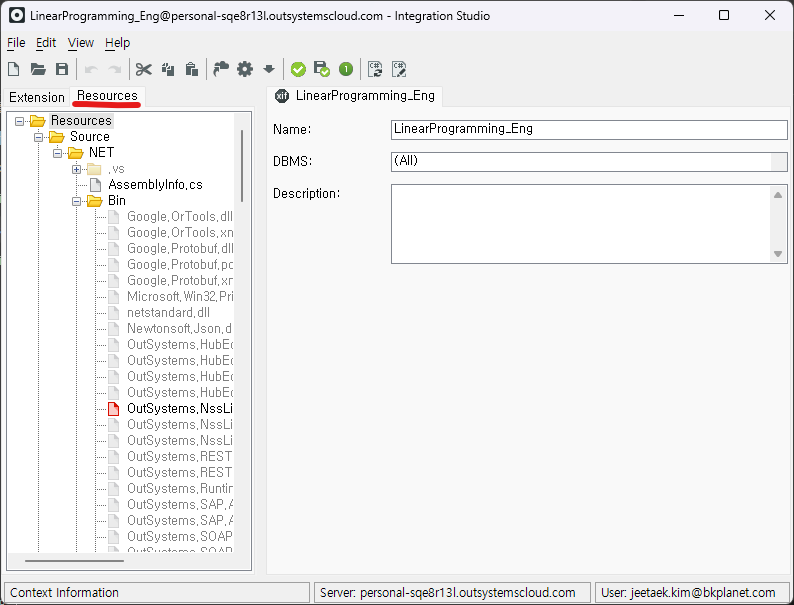 LinearProgramming_Eng@personal-sqe8r13l.outsystemscloud.com - Integration Studio
File Edit View Help
Extension Resources
LinearProgramming_Eng
Resources
Source
NET
.vs
AssemblyInfo.cs
Bin
Google.OrTools.dll
Google.OrTools.xn
Google.Protobuf.dll
Google.Protobuf.pc
Google.Protobuf.xn
Microsoft.Win32.Pri
netstandard.dll
Newtonsoft.Json.d
OutSystems.HubEc
OutSystems.HubEc
OutSystems.HubEc
OutSystems.HubEc
OutSystems.NssLi
OutSystems.NssLi
OutSystems.NssLi
OutSystems.REST
OutSystems.REST
OutSystems.Runtin
OutSystems.SAP.A
OutSystems.SAP.A
OutSystems.SOAP
OutSystems.SOAP
Name: LinearProgramming_Eng
DBMS: (All)
Description:
Context Information
Server: personal-sqe8r13l.outsystemscloud.com
User: jeetaek.kim@bkplanet.com